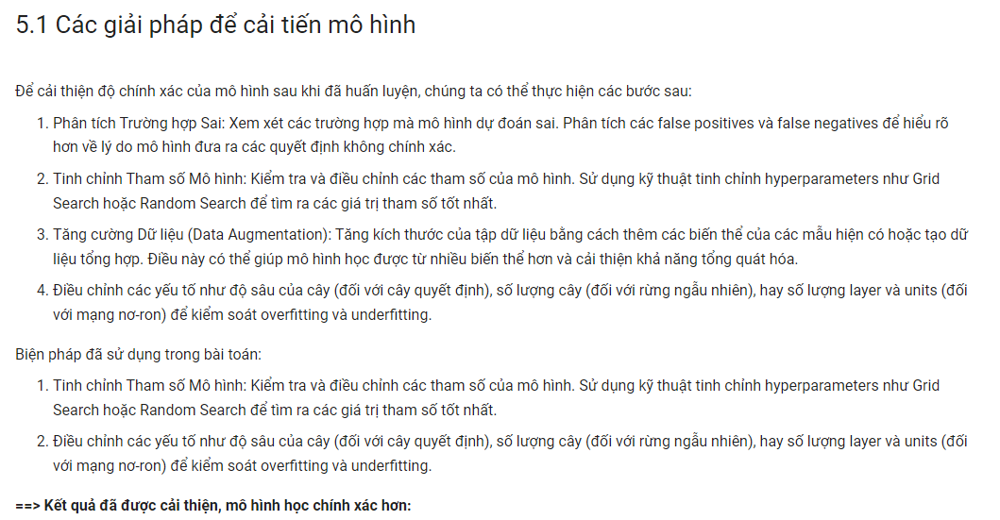 5.1 Các giải pháp để cải tiến mô hình
Để cải thiện độ chính xác của mô hình sau khi đã huấn luyện, chúng ta có thể thực hiện các bước sau:
1. Phân tích Trường hợp Sai: Xem xét các trường hợp mà mô hình dự đoán sai. Phân tích các false positives và false negatives để hiểu rõ
hơn về lý do mô hình đưa ra các quyết định không chính xác.
2. Tinh chỉnh Tham số Mô hình: Kiểm tra và điều chỉnh các tham số của mô hình. Sử dụng kỹ thuật tinh chỉnh hyperparameters như Grid
Search hoặc Random Search để tìm ra các giá trị tham số tốt nhất.
3. Tăng cường Dữ liệu (Data Augmentation): Tăng kích thước của tập dữ liệu bằng cách thêm các biến thể của các mẫu hiện có hoặc tạo dữ
liệu tổng hợp. Điều này có thể giúp mô hình học được từ nhiều biến thể hơn và cải thiện khả năng tổng quát hóa.
4. Điều chỉnh các yếu tố như độ sâu của cây (đối với cây quyết định), số lượng cây (đối với rừng ngẫu nhiên), hay số lượng layer và units (đối
với mạng nơ-ron) để kiểm soát overfitting và underfitting.
Biện pháp đã sử dụng trong bài toán:
1. Tinh chỉnh Tham số Mô hình: Kiểm tra và điều chỉnh các tham số của mô hình. Sử dụng kỹ thuật tinh chỉnh hyperparameters như Grid
Search hoặc Random Search để tìm ra các giá trị tham số tốt nhất.
2. Điều chỉnh các yếu tố như độ sâu của cây (đối với cây quyết định), số lượng cây (đối với rừng ngẫu nhiên), hay số lượng layer và units (đối
với mạng nơ-ron) để kiểm soát overfitting và underfitting.
==> Kết quả đã được cải thiện, mô hình học chính xác hơn: